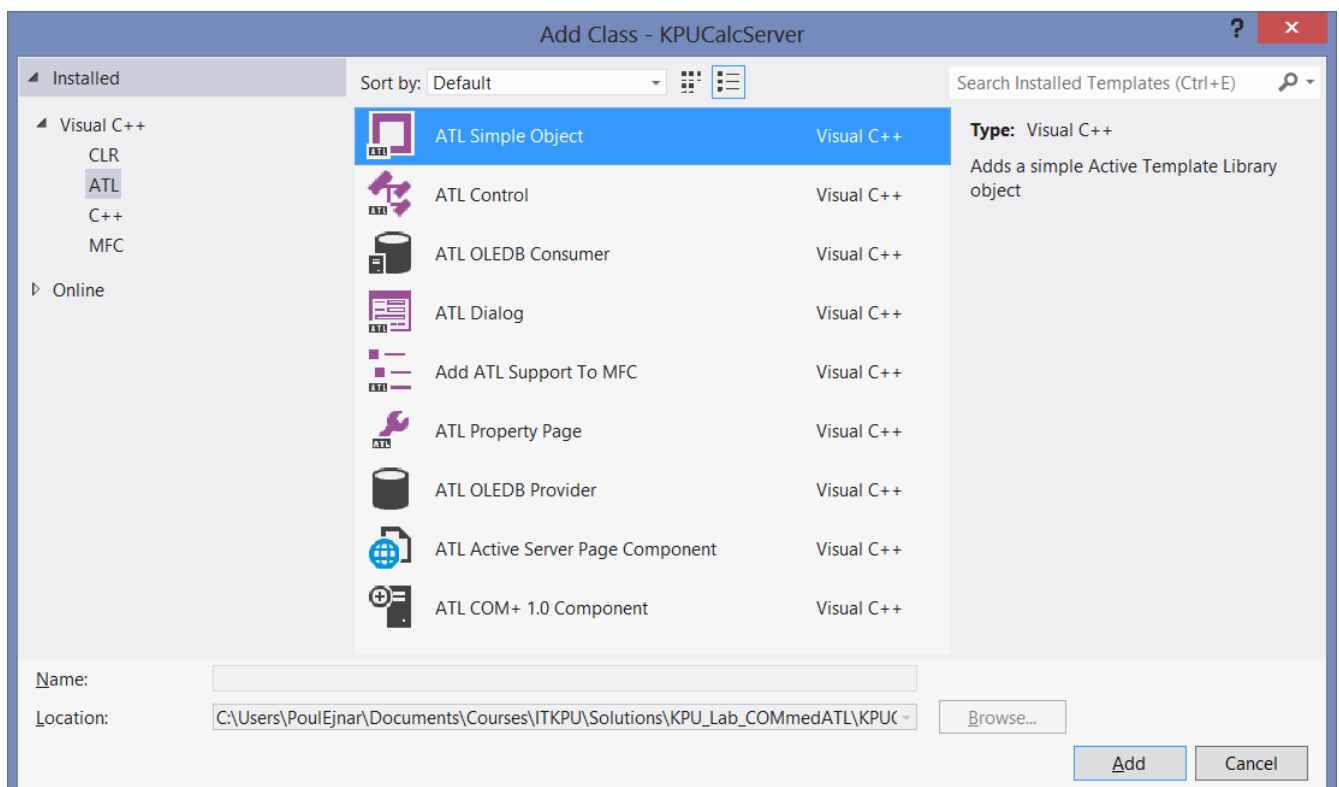 Add Class - KPUCalcServer
?
Installed
Visual C++
CLR
ATL
C++
MFC
Online
Sort by: Default
Search Installed Templates (Ctrl+E)
ATL Simple Object Visual C++
ATL Control Visual C++
ATL OLEDB Consumer Visual C++
ATL Dialog Visual C++
Add ATL Support To MFC Visual C++
ATL Property Page Visual C++
ATL OLEDB Provider Visual C++
ATL Active Server Page Component Visual C++
ATL COM+ 1.0 Component Visual C++
Type: Visual C++
Adds a simple Active Template Library
object
Name:
Location: C:\Users\PoulEjnar\Documents\Courses\ITKPU\Solutions\KPU_Lab_COMmedATL\KPUC
Browse...
Add Cancel